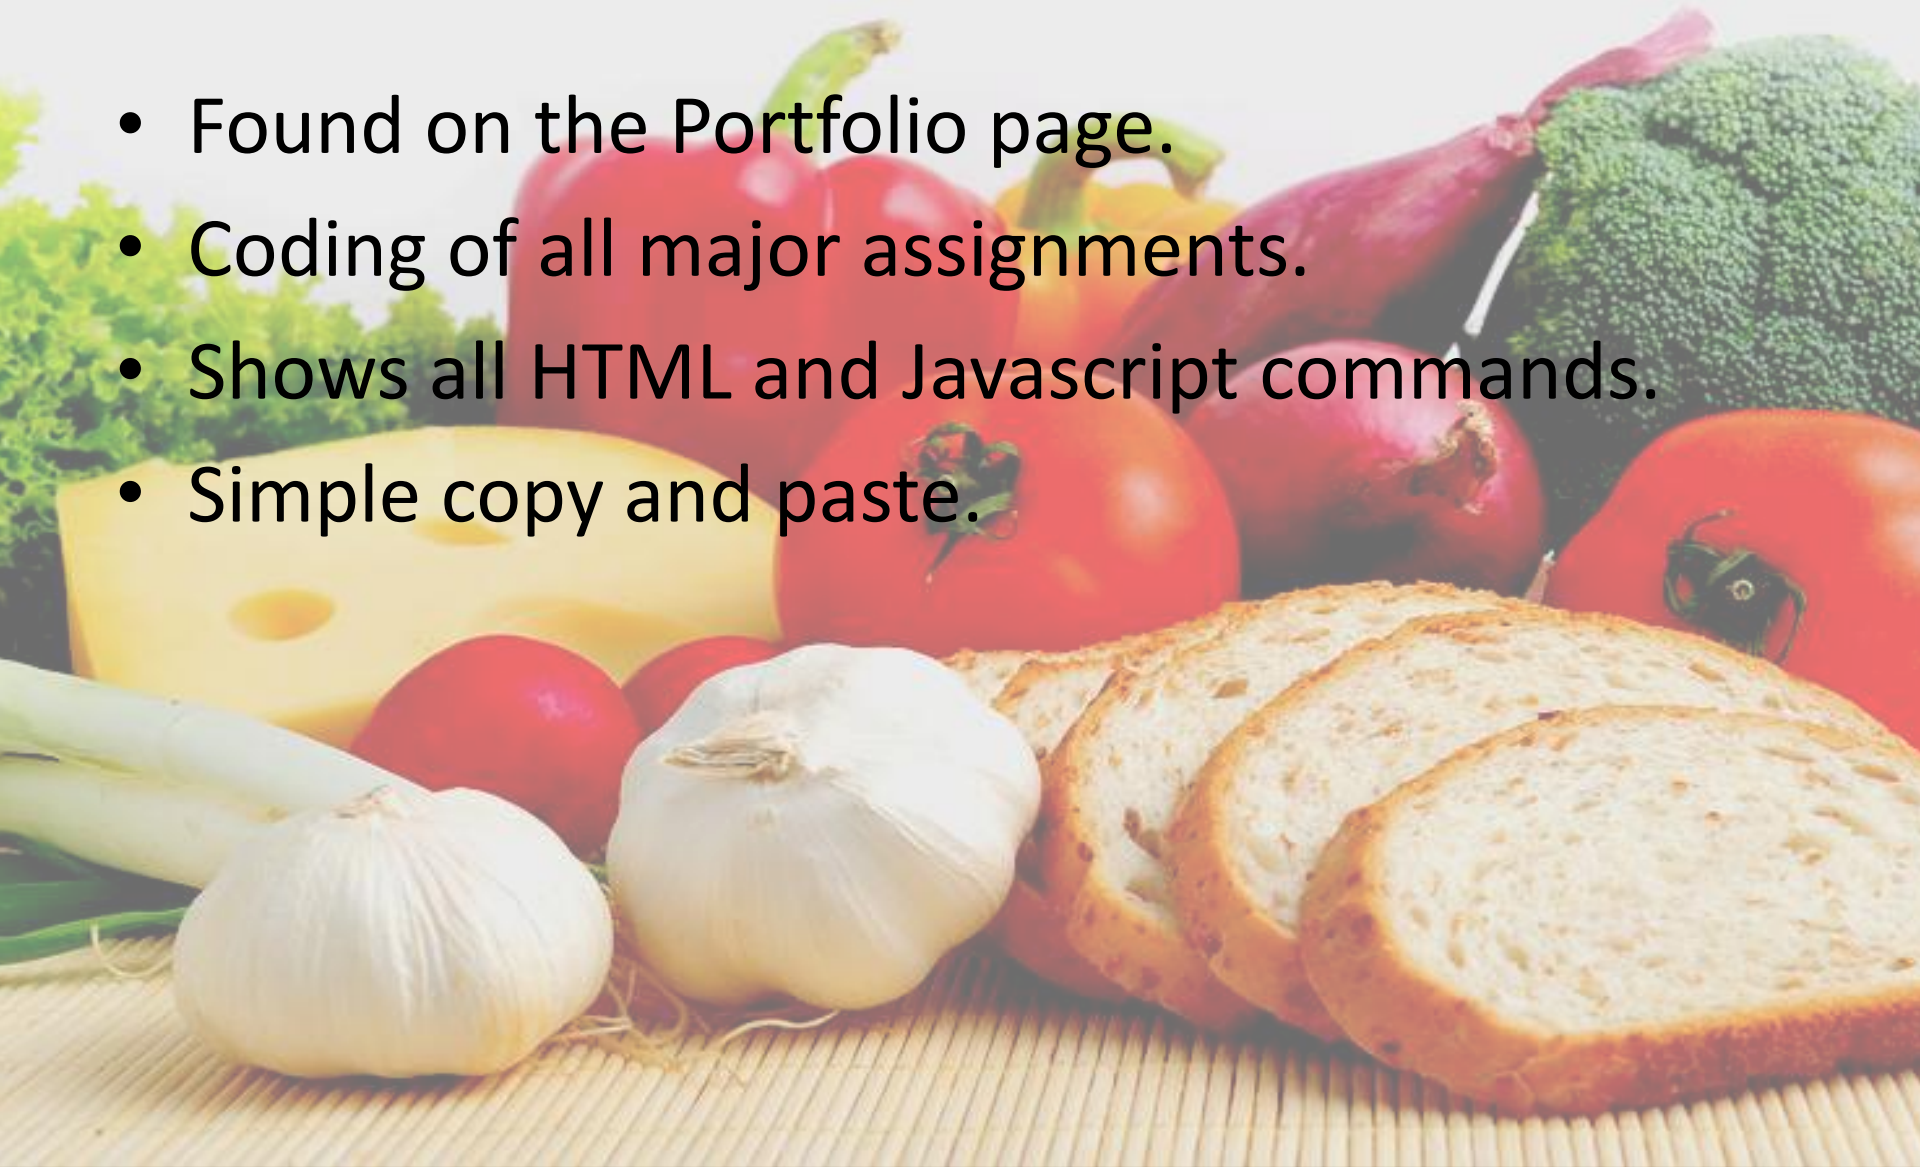 • Found on the Portfolio page.
• Coding of all major assignments.
• Shows all HTML and Javascript commands.
• Simple copy and paste.